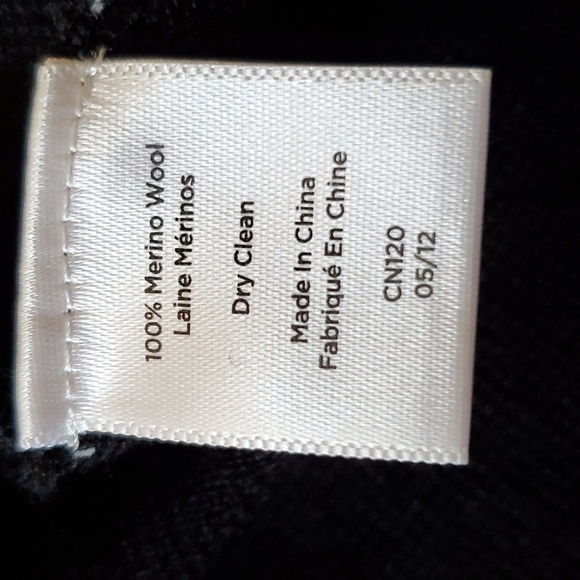 100% Merino Wool
Laine Mérinos
Dry Clean
Made In China
Fabriqué En Chine
CN120
05/12